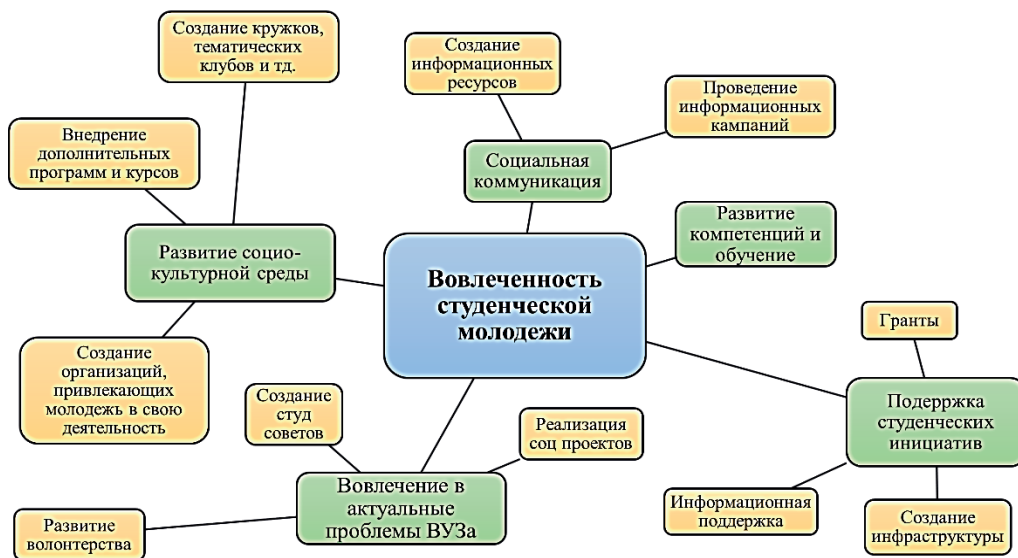 Создание кружков,
тематических
клубов и тд.
Создание
информационных
ресурсов
Проведение
информационных
кампаний
Внедрение
дополнительных
программ и курсов
Социальная
коммуникация
Развитие
компетенций и
обучение
Развитие социо-
культурной среды
Вовлеченность
студенческой
молодежи
Гранты
Создание
организаций,
привлекающих
молодежь в свою
деятельность
Создание
студ
советов
Реализация
соц проектов
Подерржка
студенческих
инициатив
Вовлечение в
актуальные
проблемы ВУЗа
Развитие
волонтерства
Информационная
поддержка
Создание
инфраструктуры